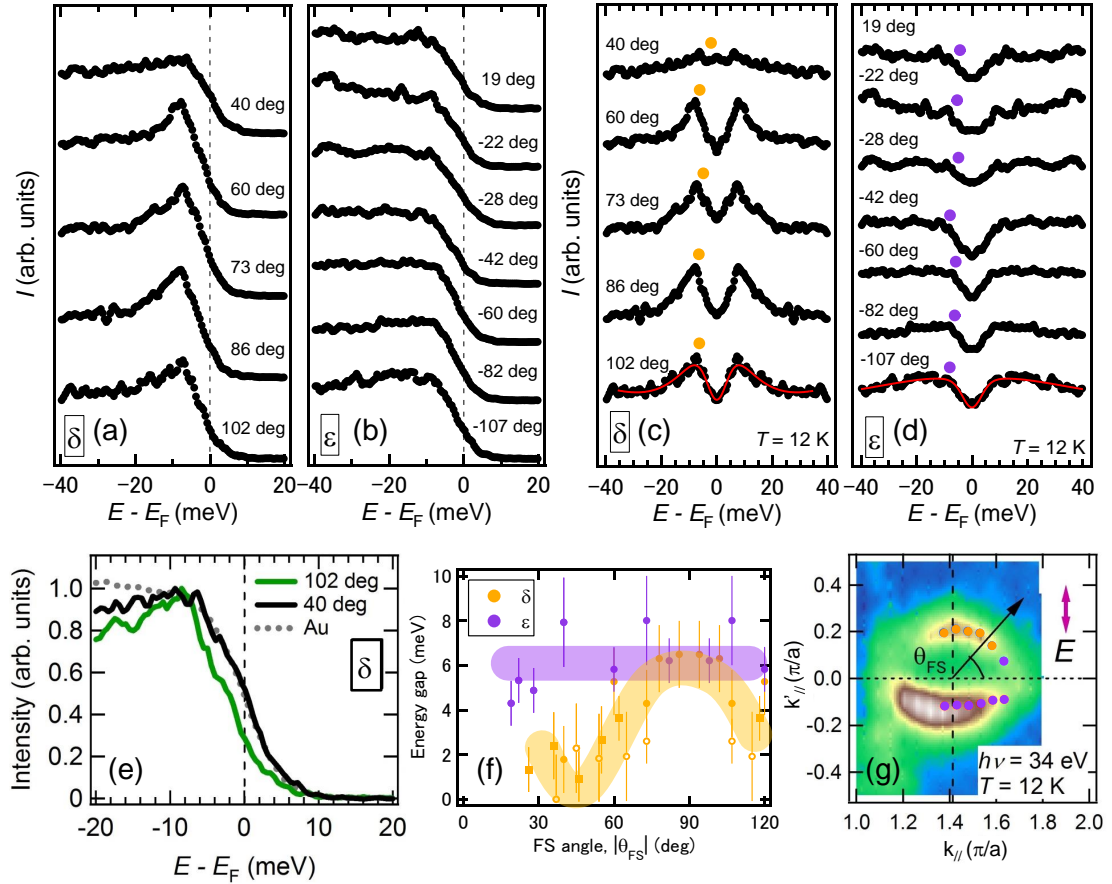 40 deg
60 deg
73 deg
86 deg
102 deg
δ (a)
I (arb. units)
−40 −20 0 20
E - EF (meV)
19 deg
-22 deg
-28 deg
-42 deg
-60 deg
-82 deg
-107 deg
ε (b)
−40 −20 0 20
E - EF (meV)
40 deg
60 deg
73 deg
86 deg
102 deg
δ (c)
T = 12 K
I (arb. units)
−40 −20 0 20 40
E - EF (meV)
19 deg
-22 deg
-28 deg
-42 deg
-60 deg
-82 deg
-107 deg
ε (d)
T = 12 K
−40 −20 0 20 40
E - EF (meV)
Intensity (arb. units)
1.0
0.8
0.6
0.4
0.2
0
102 deg
40 deg
Au
δ
(e)
-20 -10 0 10 20
E - EF (meV)
Energy gap (meV)
10
8
6
4
2
0
δ
ε
(f)
30 60 90 120
FS angle, |θFS| (deg)
k'// (π/a)
0.4
0.2
0.0
-0.2
-0.4
θFS
E
(g)
hν = 34 eV
T = 12 K
1.0 1.2 1.4 1.6 1.8 2.0
k// (π/a)